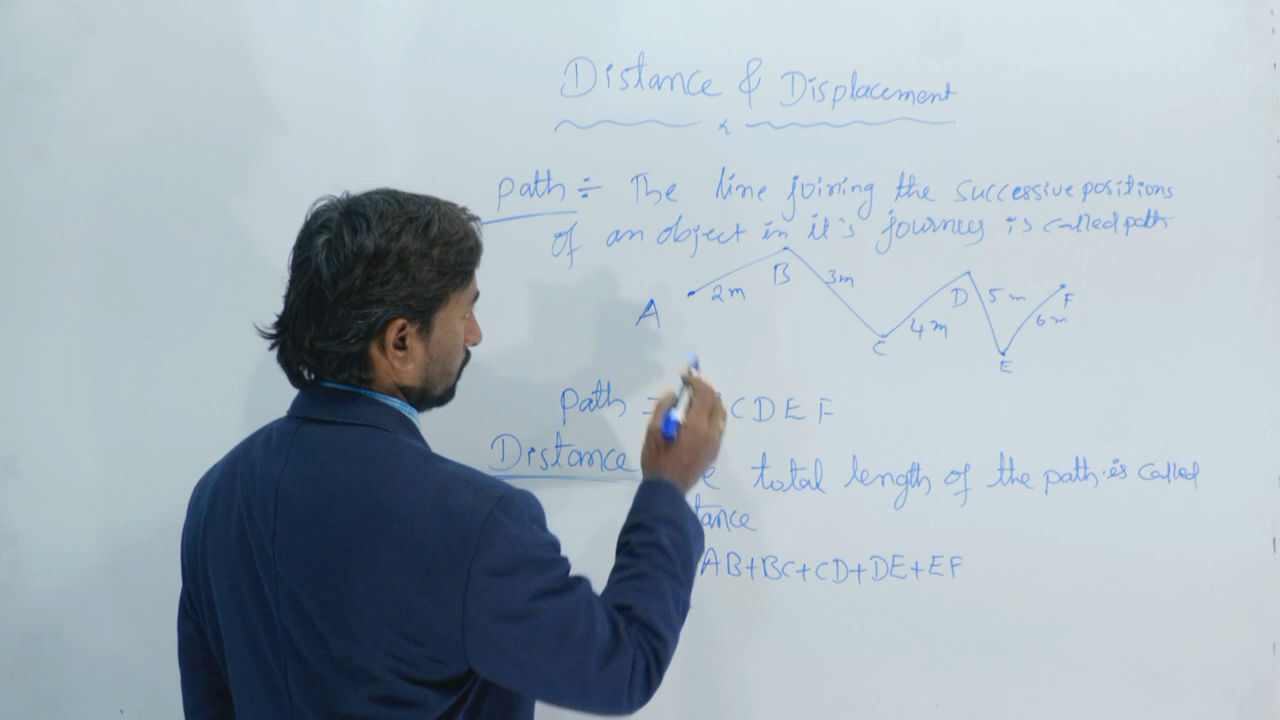 Distance & Displacement
x
path ÷ The line joining the successive positions
of an object in it's journey is called path
A 2m B 3m C 4m D 5m E 6m F
path = CDEF
Distance total length of the path is called
AB+BC+CD+DE+EF